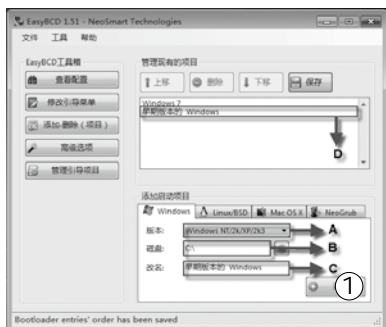 EasyBCD 1.51 - NeoSmart Technologies
文件 工具 帮助
EasyBCD工具箱
查看配置
修改引导菜单
添加-删除（项目）
高级选项
管理引导项目
管理现有的项目
上移 删除 下移 保存
Windows 7
早期版本的 Windows
D
添加启动项目
Windows Linux/BSD Mac OS X NeoGrub
版本: Windows NT/2k/XP/2k3 A
磁盘: C:\ B
改名: 早期版本的 Windows C
1
Bootloader entries' order has been saved